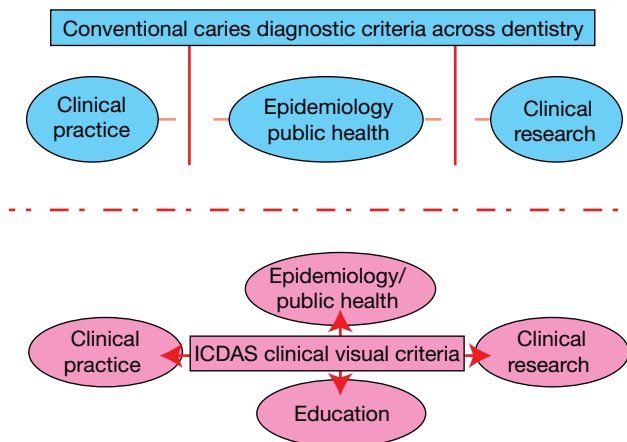 Conventional caries diagnostic criteria across dentistry
Clinical
practice
Epidemiology
public health
Clinical
research
Epidemiology/
public health
Clinical
practice
ICDAS clinical visual criteria
Clinical
research
Education